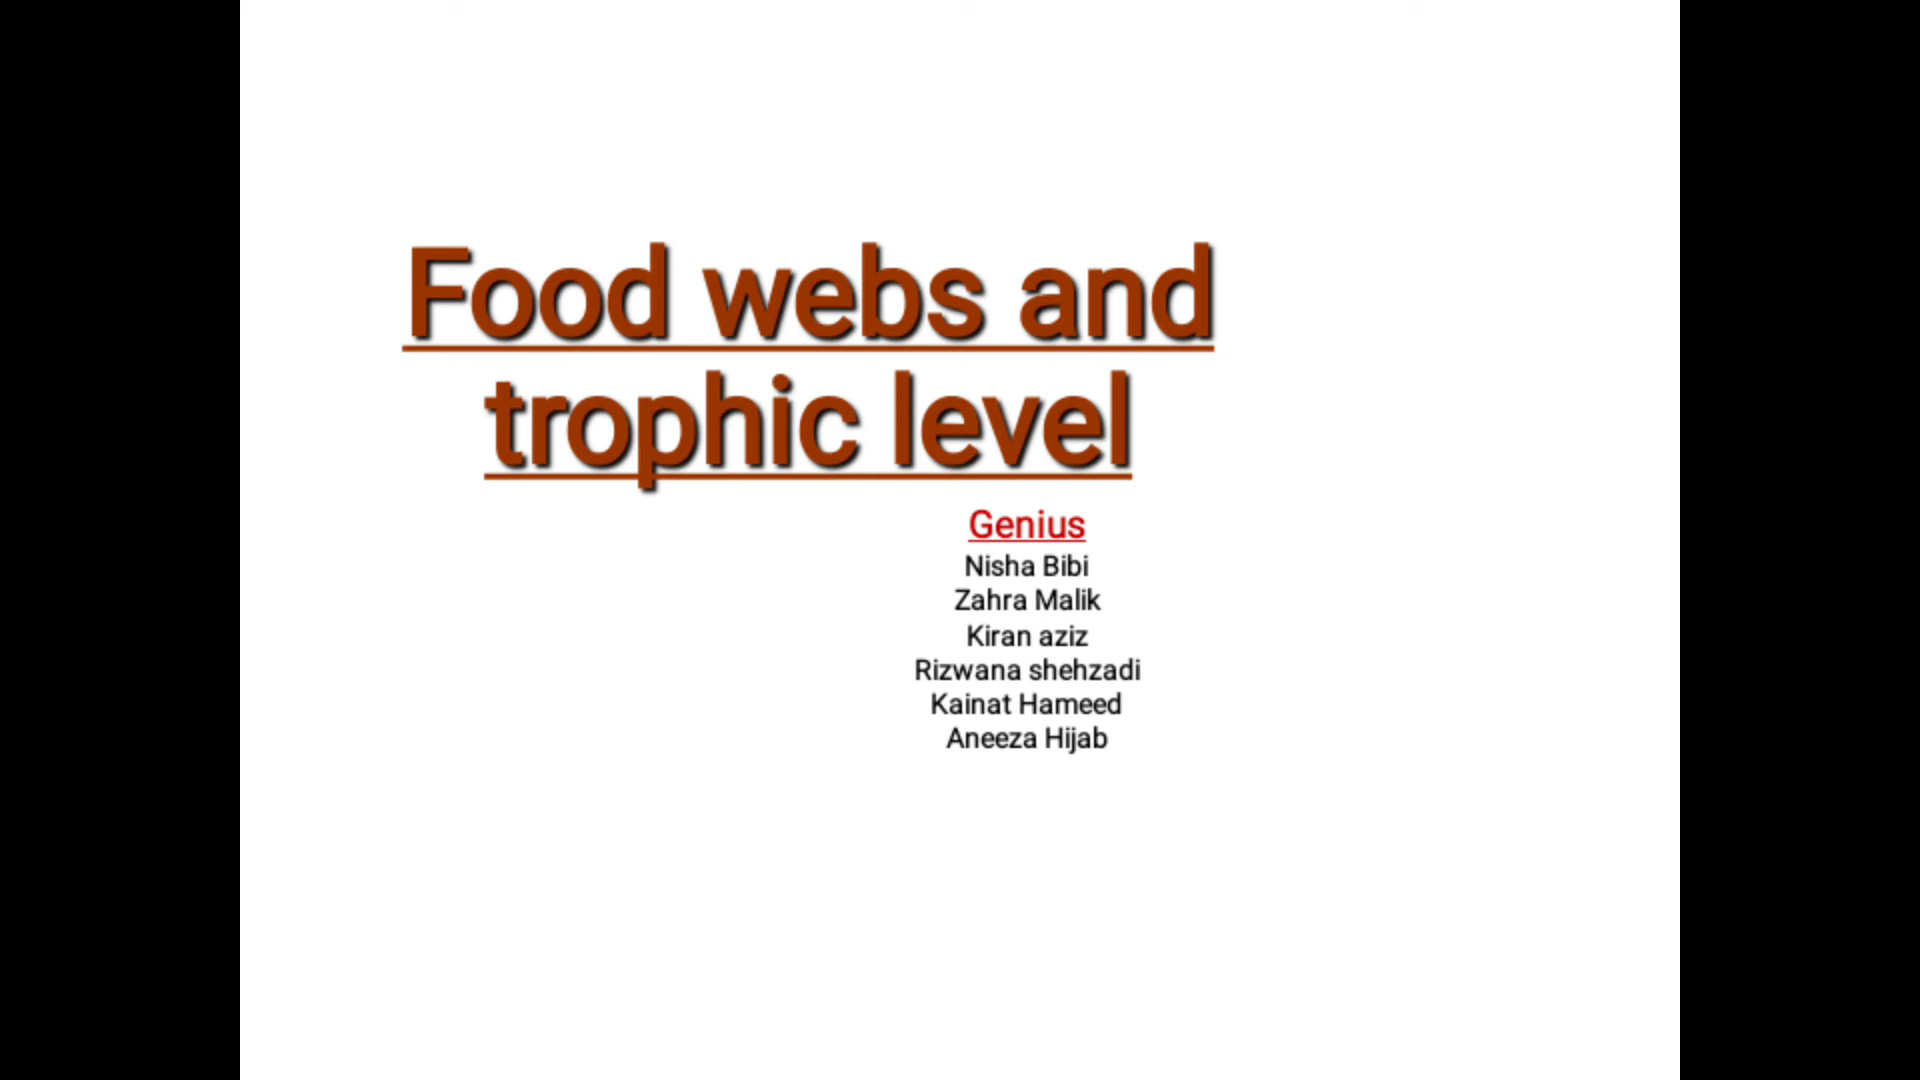 Food webs and
trophic level
Genius
Nisha Bibi
Zahra Malik
Kiran aziz
Rizwana shehzadi
Kainat Hameed
Aneeza Hijab